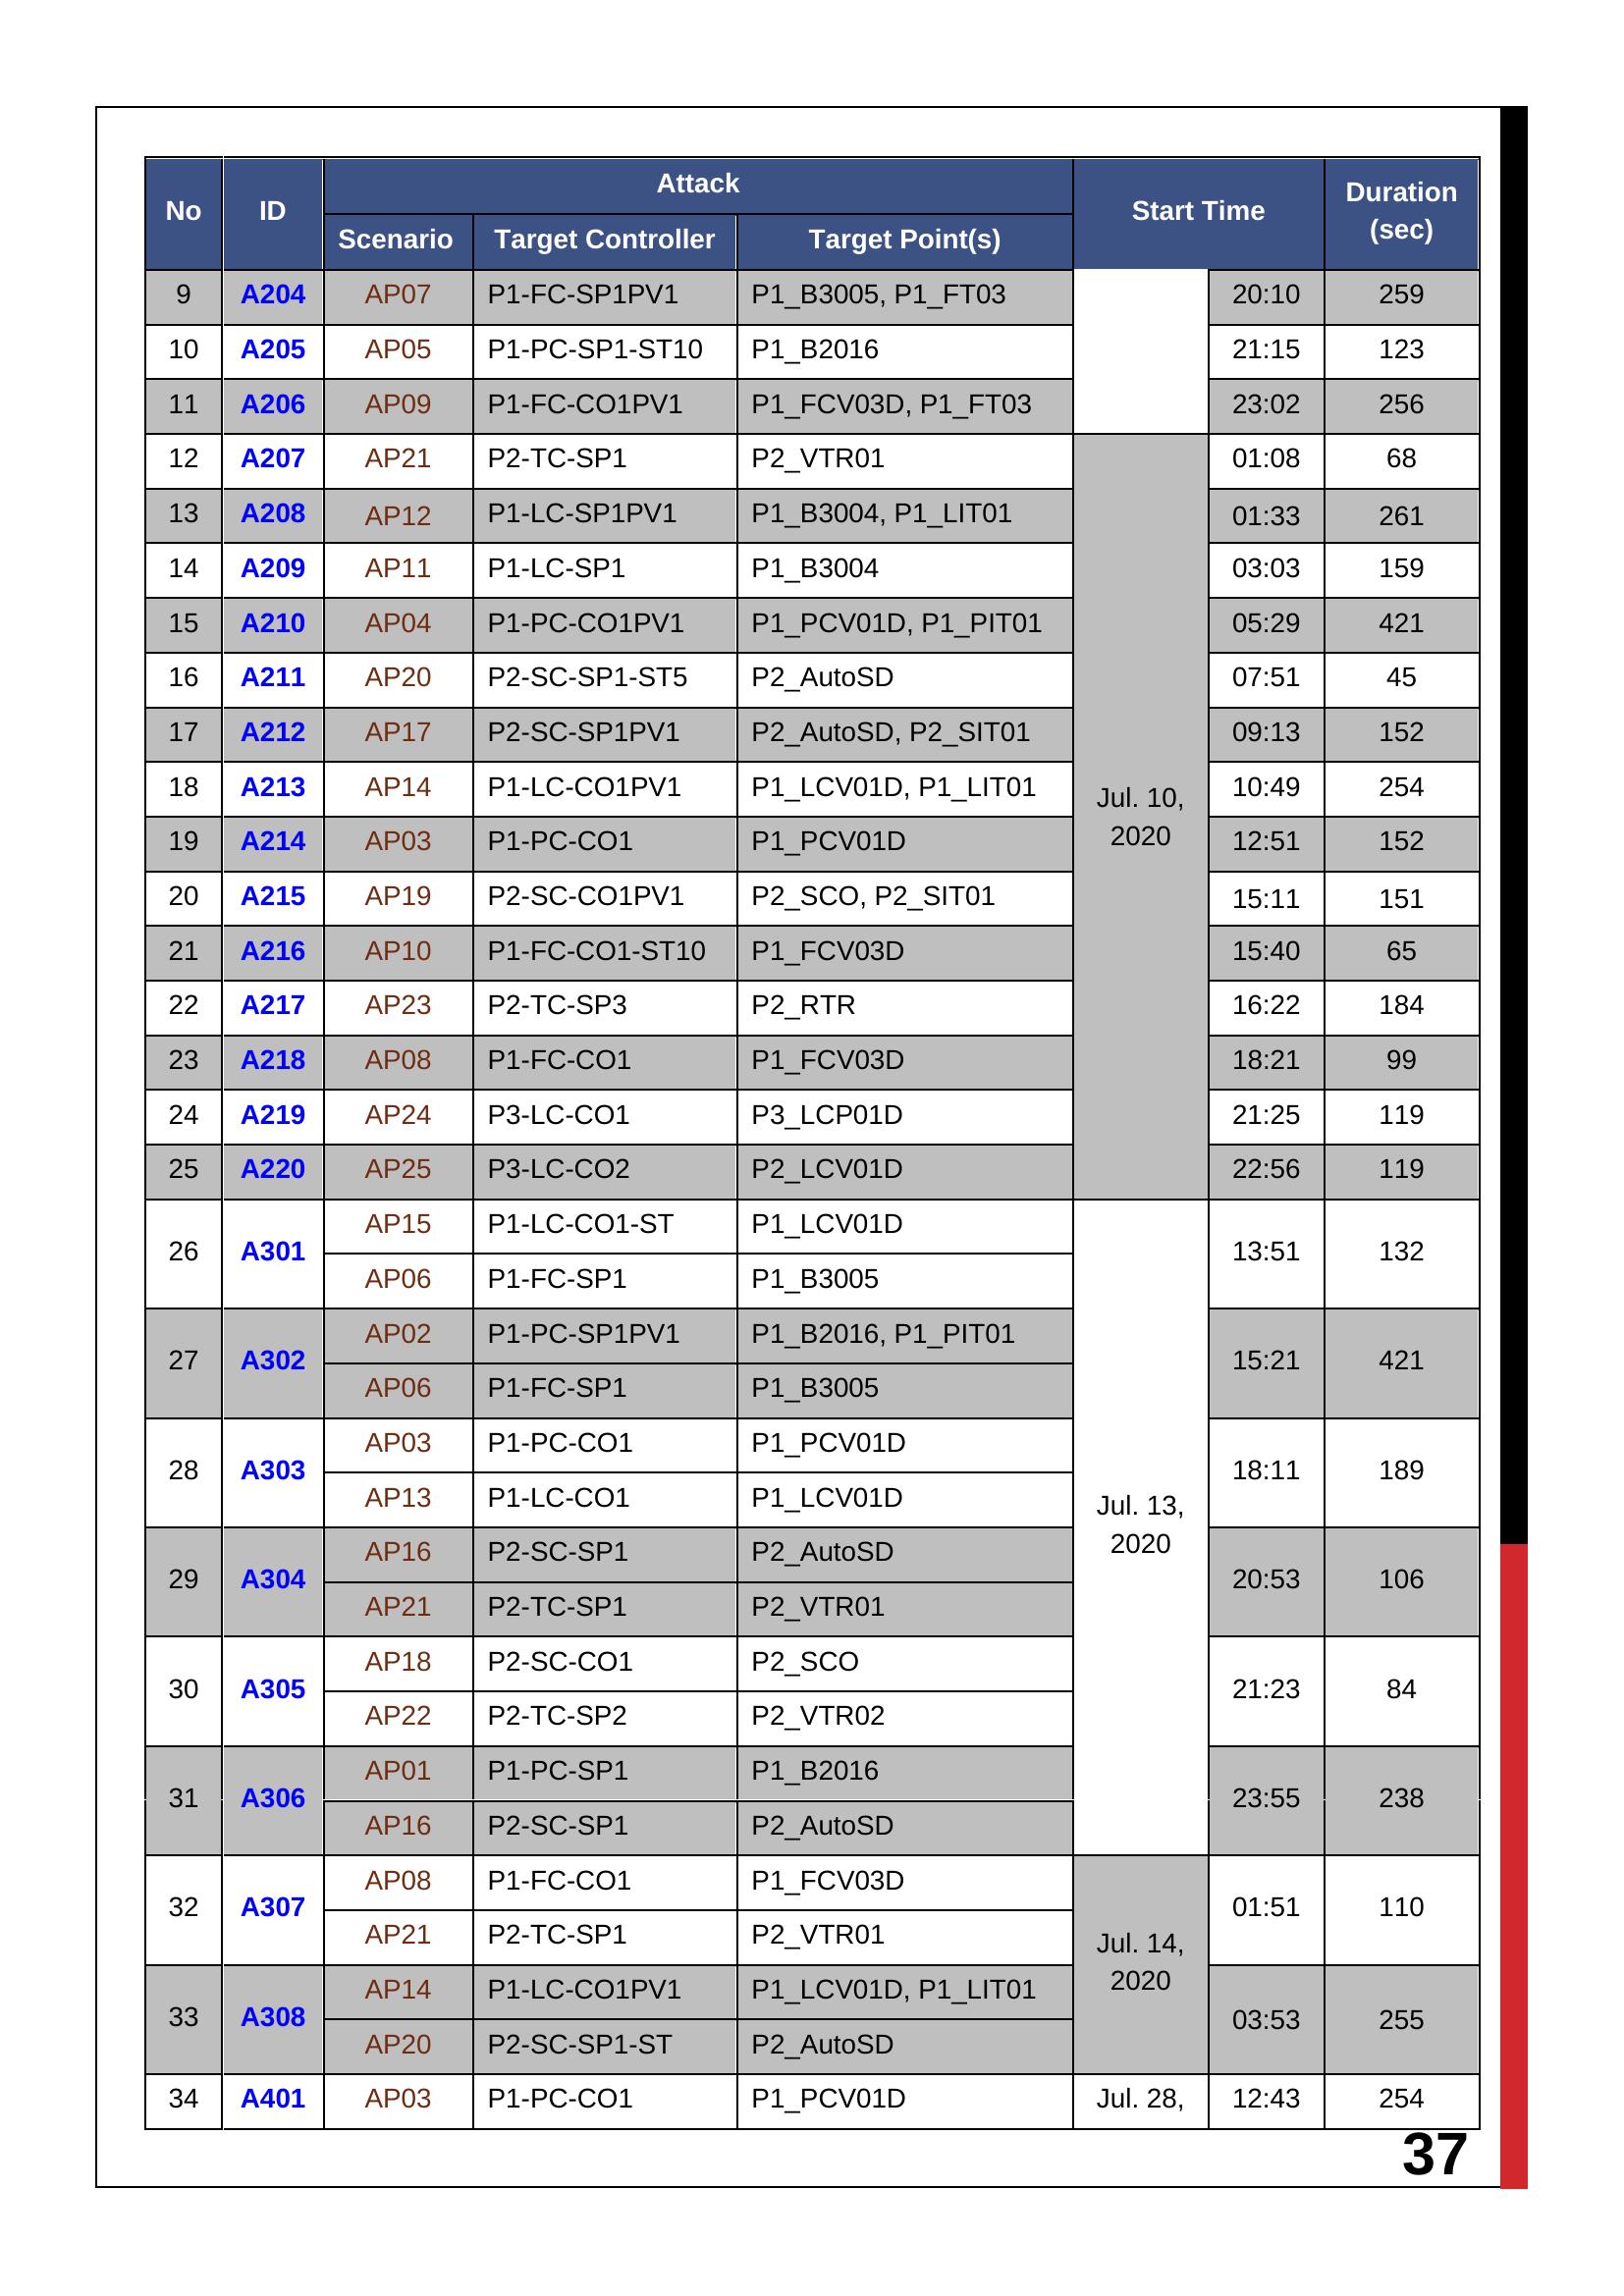 No ID Attack Start Time Duration (sec)
Scenario Target Controller Target Point(s)
9 A204 AP07 P1-FC-SP1PV1 P1_B3005, P1_FT03 20:10 259
10 A205 AP05 P1-PC-SP1-ST10 P1_B2016 21:15 123
11 A206 AP09 P1-FC-CO1PV1 P1_FCV03D, P1_FT03 23:02 256
12 A207 AP21 P2-TC-SP1 P2_VTR01 01:08 68
13 A208 AP12 P1-LC-SP1PV1 P1_B3004, P1_LIT01 01:33 261
14 A209 AP11 P1-LC-SP1 P1_B3004 03:03 159
15 A210 AP04 P1-PC-CO1PV1 P1_PCV01D, P1_PIT01 05:29 421
16 A211 AP20 P2-SC-SP1-ST5 P2_AutoSD 07:51 45
17 A212 AP17 P2-SC-SP1PV1 P2_AutoSD, P2_SIT01 09:13 152
18 A213 AP14 P1-LC-CO1PV1 P1_LCV01D, P1_LIT01 Jul. 10, 2020 10:49 254
19 A214 AP03 P1-PC-CO1 P1_PCV01D 12:51 152
20 A215 AP19 P2-SC-CO1PV1 P2_SCO, P2_SIT01 15:11 151
21 A216 AP10 P1-FC-CO1-ST10 P1_FCV03D 15:40 65
22 A217 AP23 P2-TC-SP3 P2_RTR 16:22 184
23 A218 AP08 P1-FC-CO1 P1_FCV03D 18:21 99
24 A219 AP24 P3-LC-CO1 P3_LCP01D 21:25 119
25 A220 AP25 P3-LC-CO2 P2_LCV01D 22:56 119
26 A301 AP15 P1-LC-CO1-ST P1_LCV01D 13:51 132
AP06 P1-FC-SP1 P1_B3005
27 A302 AP02 P1-PC-SP1PV1 P1_B2016, P1_PIT01 15:21 421
AP06 P1-FC-SP1 P1_B3005
28 A303 AP03 P1-PC-CO1 P1_PCV01D 18:11 189
AP13 P1-LC-CO1 P1_LCV01D Jul. 13, 2020
29 A304 AP16 P2-SC-SP1 P2_AutoSD 20:53 106
AP21 P2-TC-SP1 P2_VTR01
30 A305 AP18 P2-SC-CO1 P2_SCO 21:23 84
AP22 P2-TC-SP2 P2_VTR02
31 A306 AP01 P1-PC-SP1 P1_B2016 23:55 238
AP16 P2-SC-SP1 P2_AutoSD
32 A307 AP08 P1-FC-CO1 P1_FCV03D 01:51 110
AP21 P2-TC-SP1 P2_VTR01 Jul. 14, 2020
33 A308 AP14 P1-LC-CO1PV1 P1_LCV01D, P1_LIT01 03:53 255
AP20 P2-SC-SP1-ST P2_AutoSD
34 A401 AP03 P1-PC-CO1 P1_PCV01D Jul. 28, 12:43 254
37